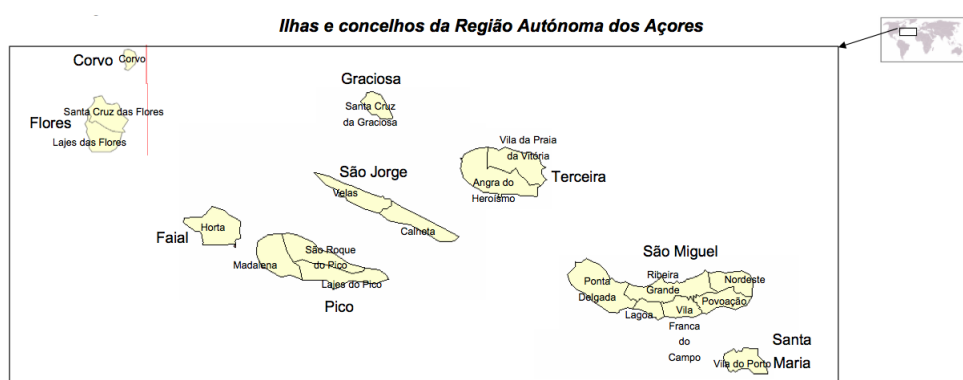 Ilhas e concelhos da Região Autónoma dos Açores
Corvo
Corvo
Graciosa
Santa Cruz
da Graciosa
Santa Cruz das Flores
Flores
Lajes das Flores
Vila da Praia
da Vitória
Terceira
Angra do
Heroísmo
São Jorge
Velas
Calheta
Faial
Horta
Madalena
São Roque
do Pico
Lajes do Pico
Pico
São Miguel
Ponta
Delgada
Ribeira
Grande
Nordeste
Lagoa
Vila
Franca
do
Campo
Povoação
Santa
Maria
Vila do Porto